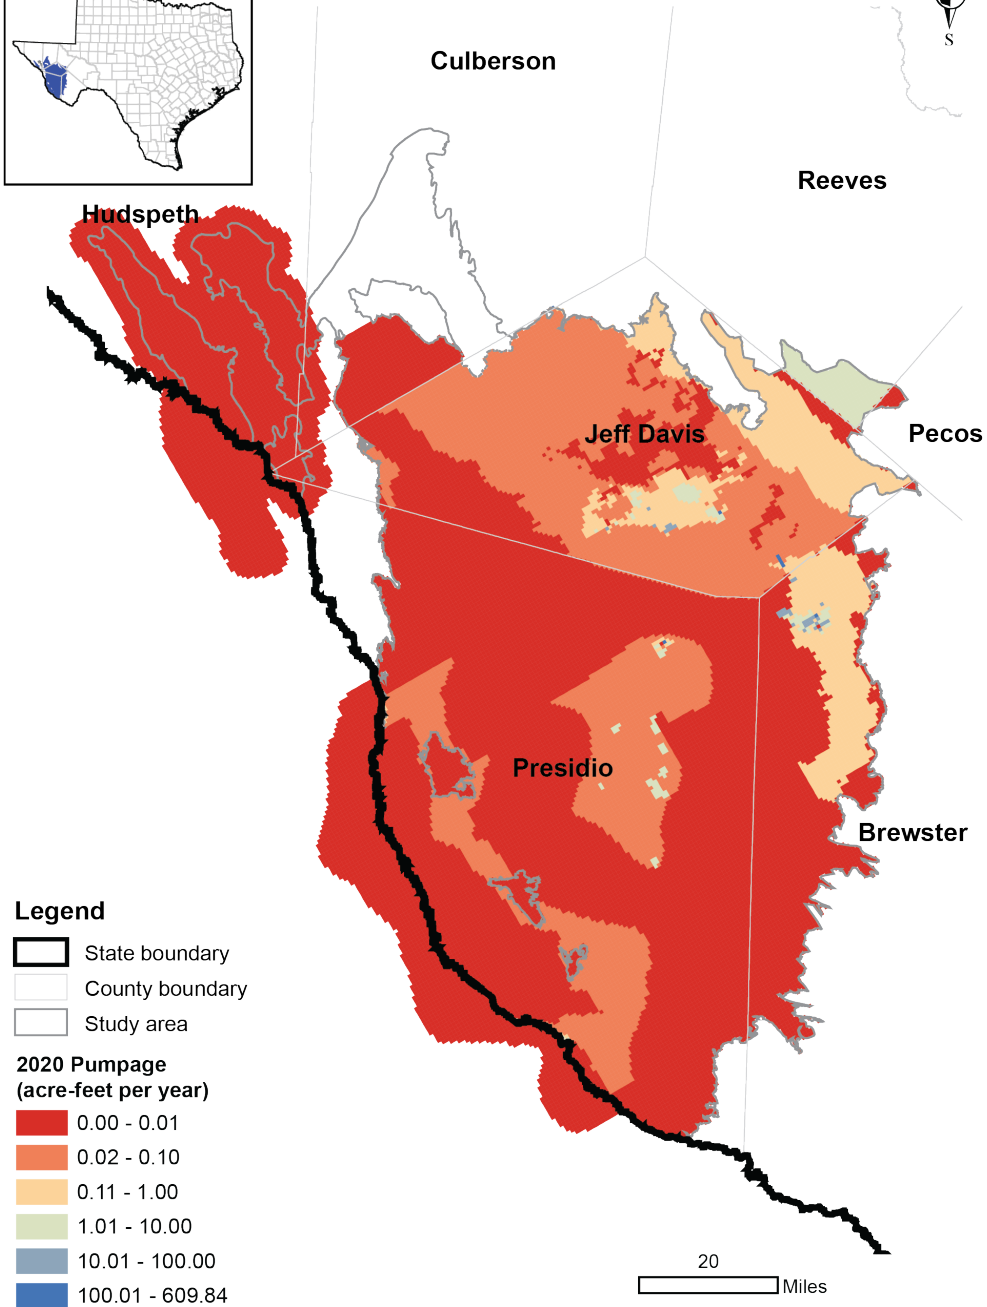 S
Culberson
Reeves
Hudspeth
Jeff Davis
Pecos
Presidio
Brewster
Legend
State boundary
County boundary
Study area
2020 Pumpage
(acre-feet per year)
0.00 - 0.01
0.02 - 0.10
0.11 - 1.00
1.01 - 10.00
10.01 - 100.00
100.01 - 609.84
20
Miles